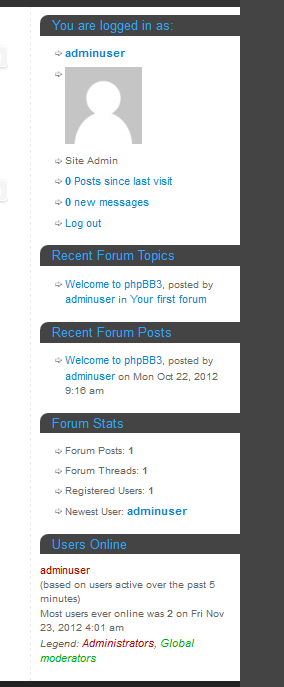 You are logged in as:
adminuser
Site Admin
0 Posts since last visit
0 new messages
Log out
Recent Forum Topics
Welcome to phpBB3, posted by
adminuser in Your first forum
Recent Forum Posts
Welcome to phpBB3, posted by
adminuser on Mon Oct 22, 2012
9:16 am
Forum Stats
Forum Posts: 1
Forum Threads: 1
Registered Users: 1
Newest User: adminuser
Users Online
adminuser
(based on users active over the past 5
minutes)
Most users ever online was 2 on Fri Nov
23, 2012 4:01 am
Legend: Administrators, Global
moderators